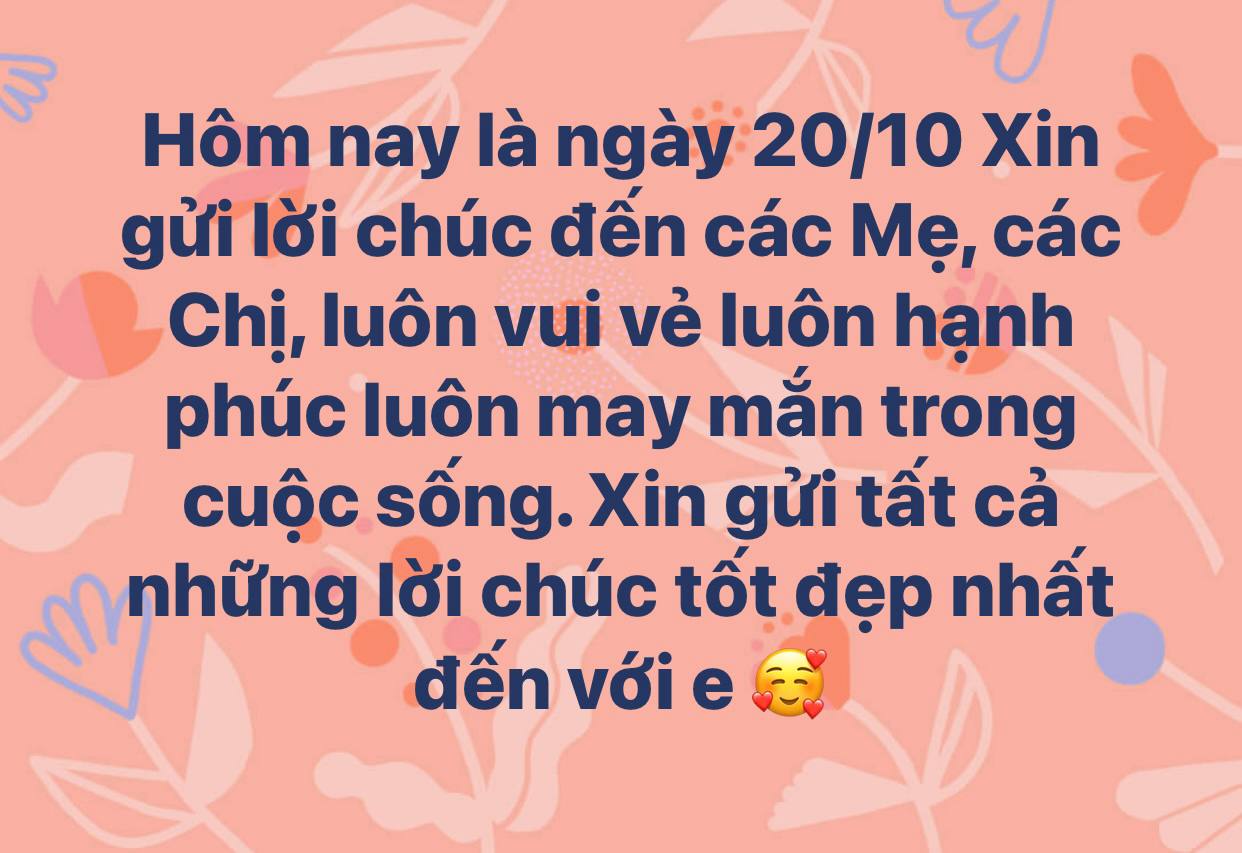 Hôm nay là ngày 20/10 Xin
gửi lời chúc đến các Mẹ, các
Chị, luôn vui vẻ luôn hạnh
phúc luôn may mắn trong
cuộc sống. Xin gửi tất cả
những lời chúc tốt đẹp nhất
đến với e 🥰